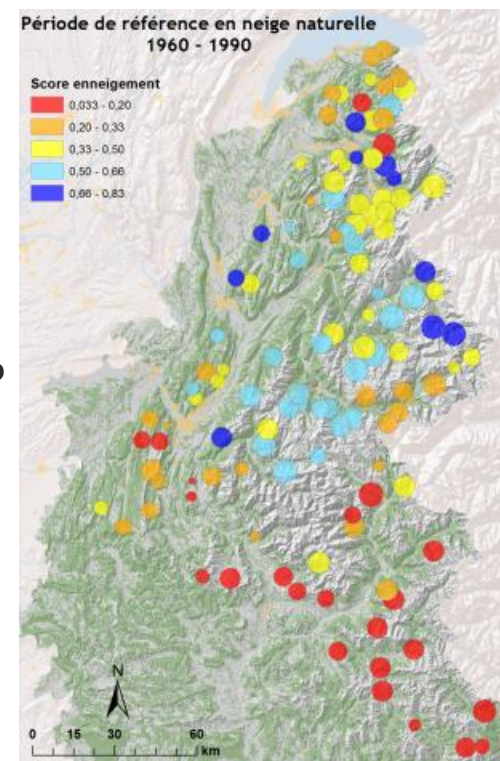 Période de référence en neige naturelle
1960 - 1990
Score enneigement
0,033 - 0,20
0,20 - 0,33
0,33 - 0,50
0,50 - 0,66
0,66 - 0,83
N
0 15 30 60
km